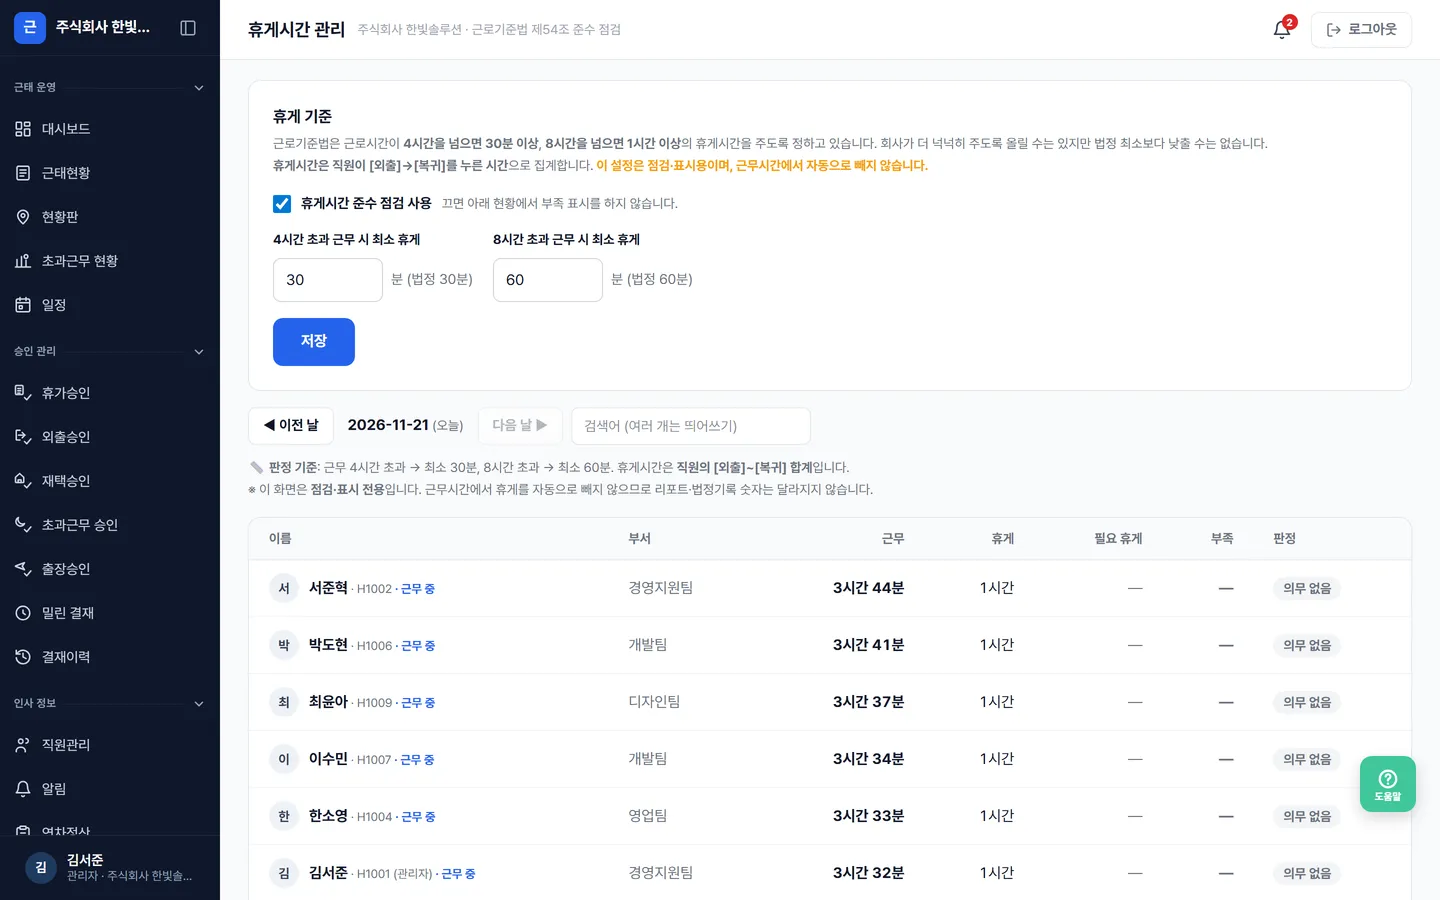 근
주식회사 한빛...
근태 운영
대시보드
근태현황
현황판
초과근무 현황
일정
승인 관리
휴가승인
외출승인
재택승인
초과근무 승인
출장승인
밀린 결재
결재이력
인사 정보
직원관리
알림
연차정산
김
김서준
관리자 · 주식회사 한빛솔...
휴게시간 관리
주식회사 한빛솔루션 · 근로기준법 제54조 준수 점검
2
로그아웃
휴게 기준
근로기준법은 근로시간이 4시간을 넘으면 30분 이상, 8시간을 넘으면 1시간 이상의 휴게시간을 주도록 정하고 있습니다. 회사가 더 넉넉히 주도록 올릴 수는 있지만 법정 최소보다 낮출 수는 없습니다.
휴게시간은 직원이 [외출]→[복귀]를 누른 시간으로 집계합니다. 이 설정은 점검·표시용이며, 근무시간에서 자동으로 빼지 않습니다.
휴게시간 준수 점검 사용 끄면 아래 현황에서 부족 표시를 하지 않습니다.
4시간 초과 근무 시 최소 휴게 8시간 초과 근무 시 최소 휴게
30 분 (법정 30분) 60 분 (법정 60분)
저장
◀ 이전 날 2026-11-21 (오늘) 다음 날 ▶ 검색어 (여러 개는 띄어쓰기)
판정 기준: 근무 4시간 초과 → 최소 30분, 8시간 초과 → 최소 60분. 휴게시간은 직원의 [외출]~[복귀] 합계입니다.
※ 이 화면은 점검·표시 전용입니다. 근무시간에서 휴게를 자동으로 빼지 않으므로 리포트·법정기록 숫자는 달라지지 않습니다.
이름 부서 근무 휴게 필요 휴게 부족 판정
서 서준혁 · H1002 · 근무 중 경영지원팀 3시간 44분 1시간 — — 의무 없음
박 박도현 · H1006 · 근무 중 개발팀 3시간 41분 1시간 — — 의무 없음
최 최윤아 · H1009 · 근무 중 디자인팀 3시간 37분 1시간 — — 의무 없음
이 이수민 · H1007 · 근무 중 개발팀 3시간 34분 1시간 — — 의무 없음
한 한소영 · H1004 · 근무 중 영업팀 3시간 33분 1시간 — — 의무 없음
김 김서준 · H1001 (관리자) · 근무 중 경영지원팀 3시간 32분 1시간 — — 의무 없음
도움말